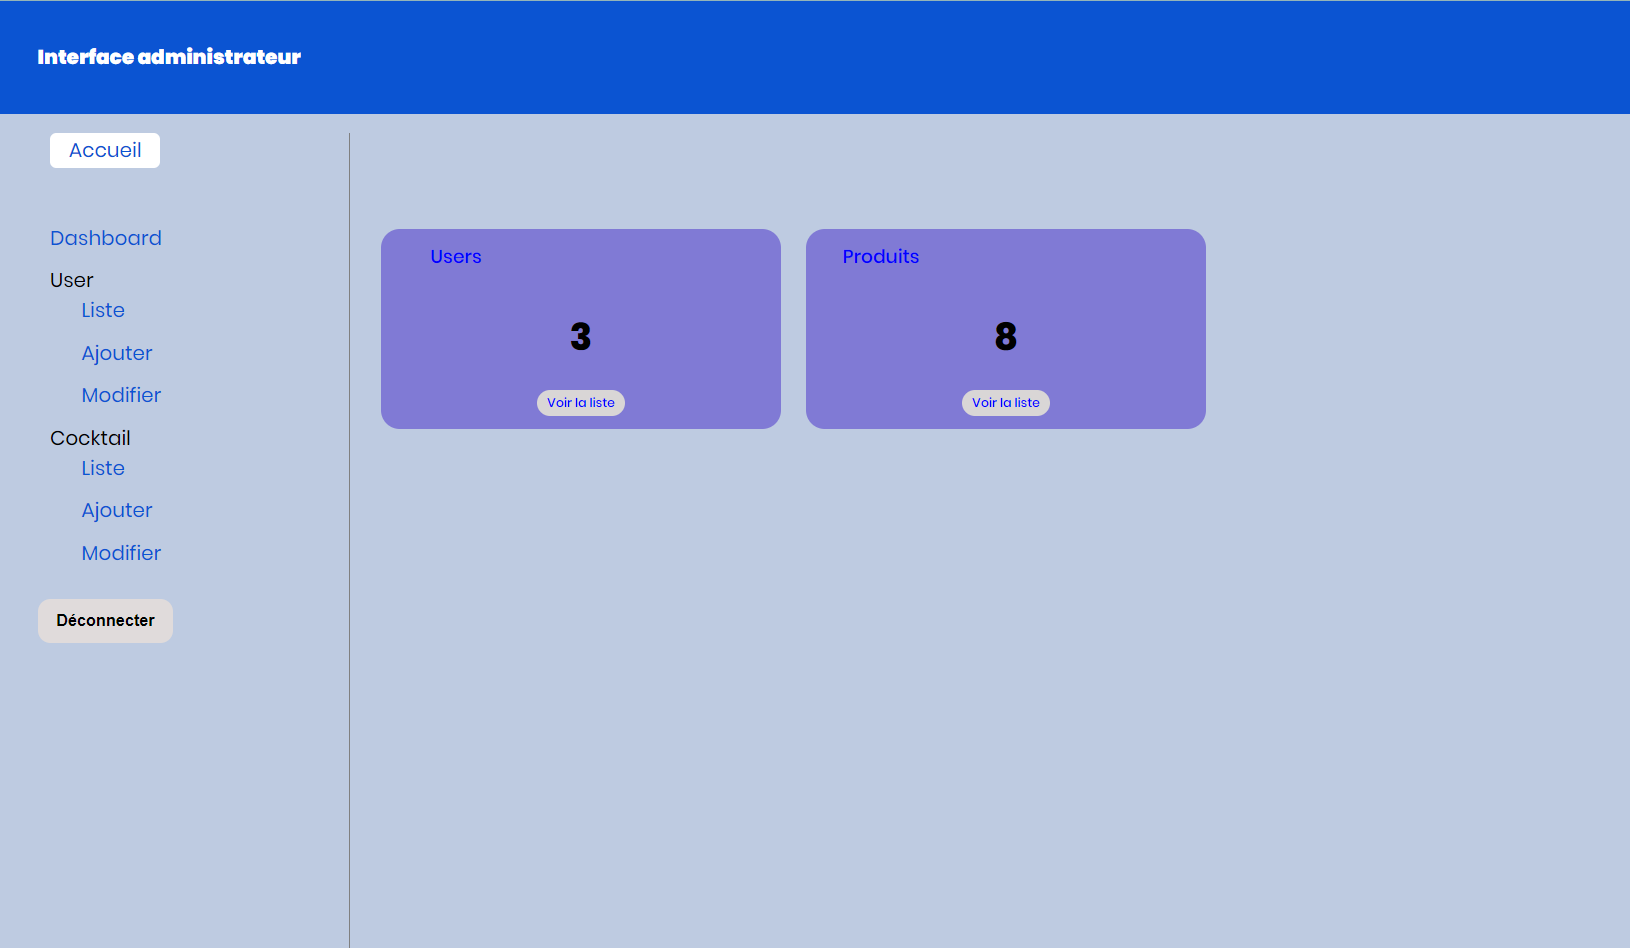 Interface administrateur
Accueil
Dashboard
User
Liste
Ajouter
Modifier
Cocktail
Liste
Ajouter
Modifier
Déconnecter
Users
3
Voir la liste
Produits
8
Voir la liste